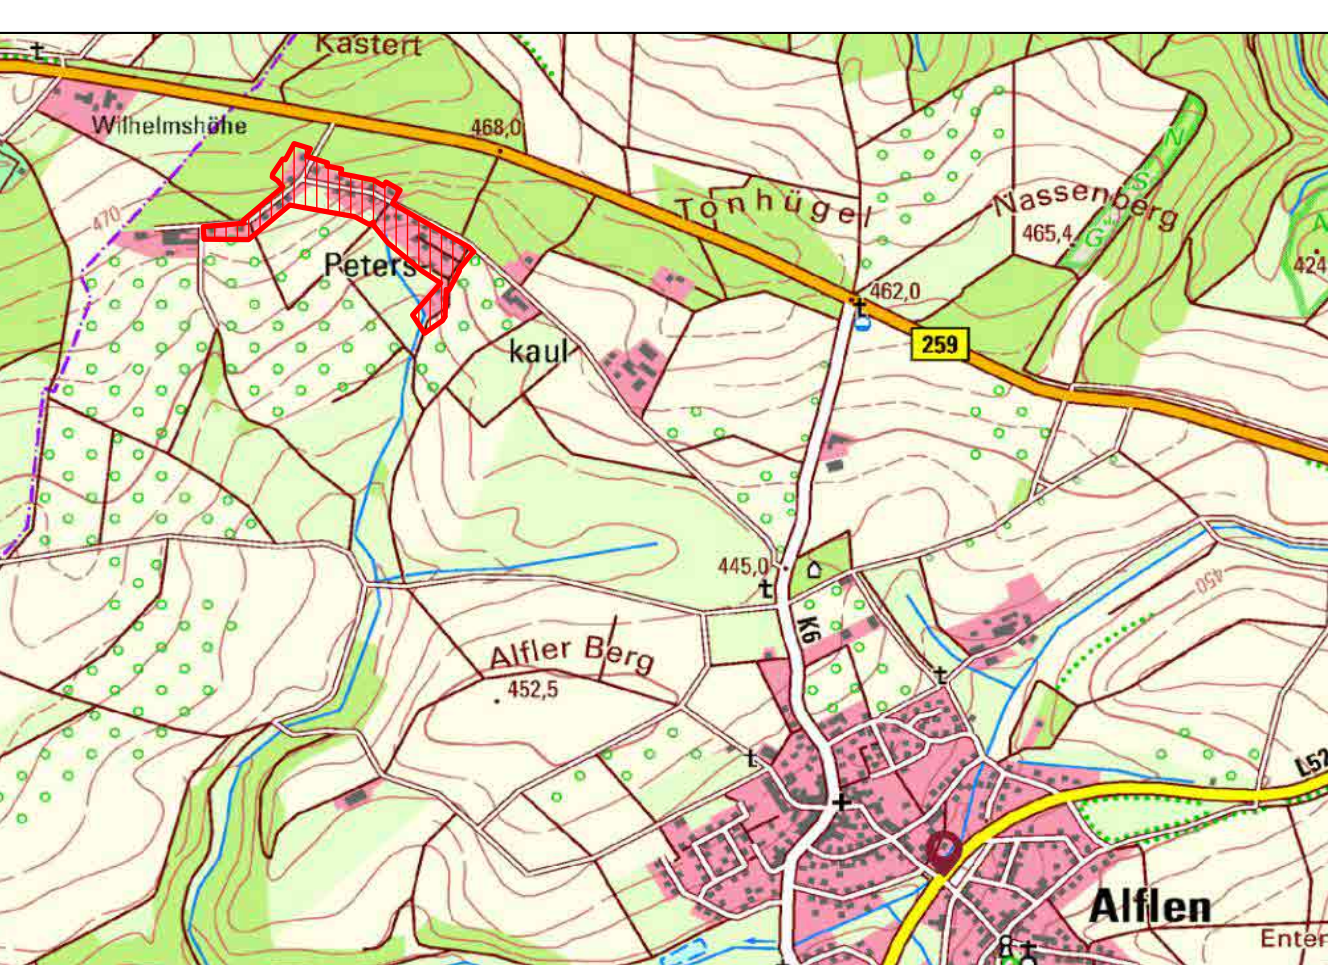 Kastert
Wilhelmshöhe
468,0
N
S
Nassenberg
Tonhügel
470
465,4
G
N
424
Peters
462,0
259
kaul
445,0
450
K6
Alfler Berg
452,5
L52
Alflen
Enter